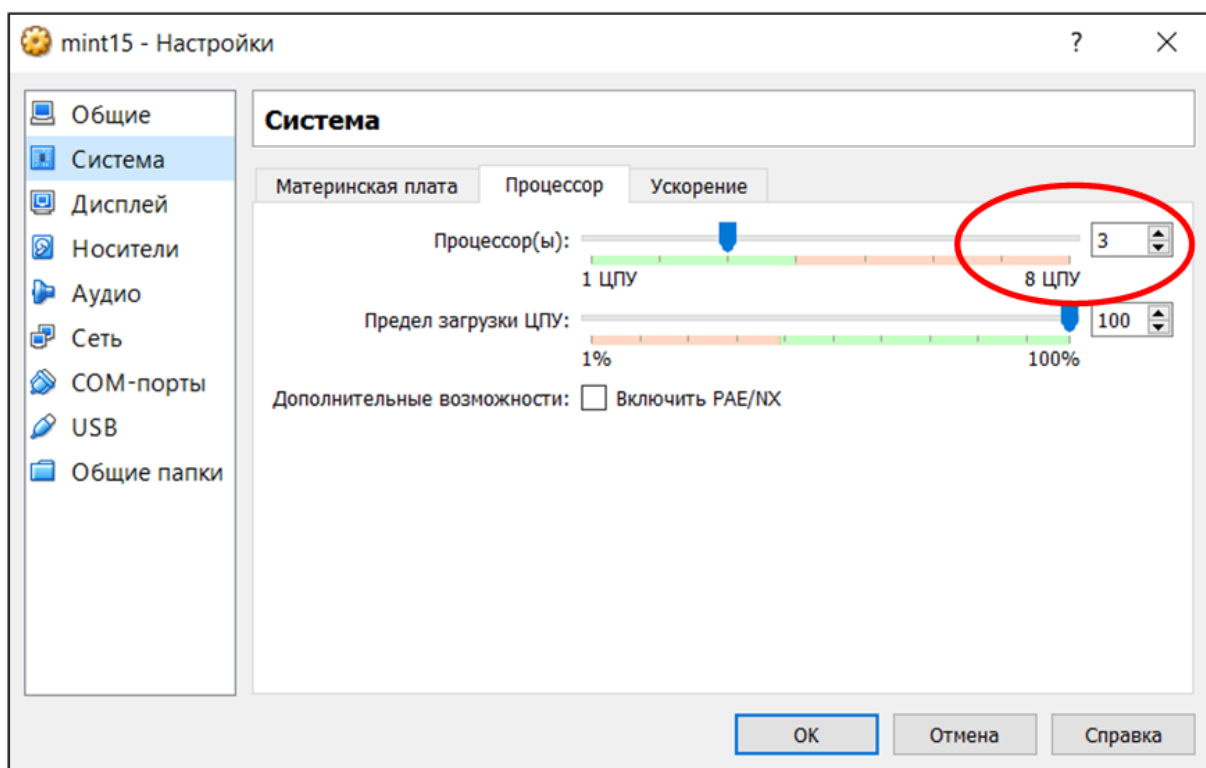 mint15 - Настройки
?
Общие
Система
Дисплей
Носители
Аудио
Сеть
COM-порты
USB
Общие папки
Система
Материнская плата
Процессор
Ускорение
Процессор(ы):
3
1 ЦПУ
8 ЦПУ
Предел загрузки ЦПУ:
100
1%
100%
Дополнительные возможности:
Включить PAE/NX
OK
Отмена
Справка